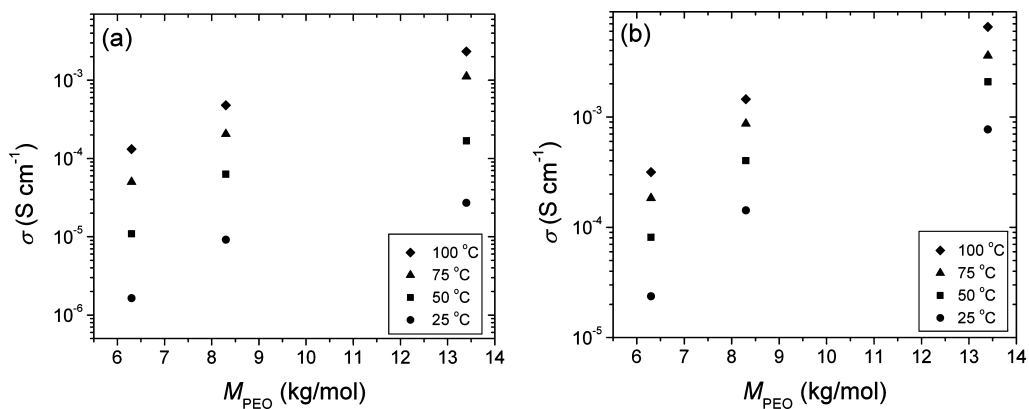 (a)
10⁻³
10⁻⁴
10⁻⁵
10⁻⁶
σ (S cm⁻¹)
100 °C
75 °C
50 °C
25 °C
6 7 8 9 10 11 12 13 14
M_PEO (kg/mol)
(b)
10⁻³
10⁻⁴
10⁻⁵
σ (S cm⁻¹)
100 °C
75 °C
50 °C
25 °C
6 7 8 9 10 11 12 13 14
M_PEO (kg/mol)